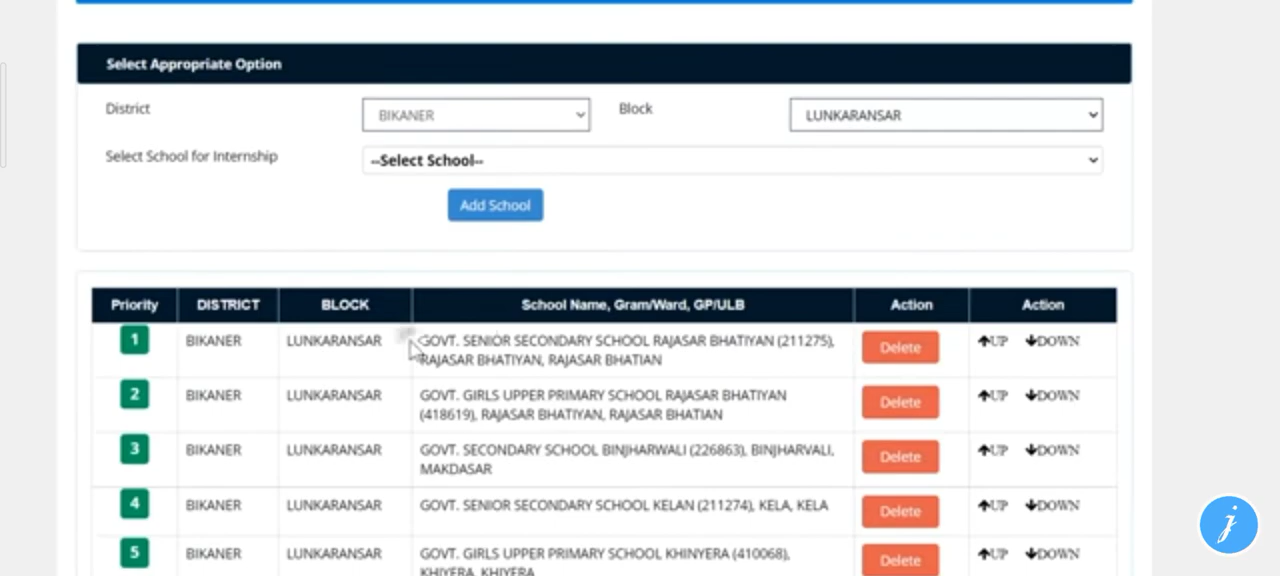 Select Appropriate Option
District BIKANER Block LUNKARANSAR
Select School for Internship --Select School--
Add School
Priority DISTRICT BLOCK School Name, Gram/Ward, GP/ULB Action Action
1 BIKANER LUNKARANSAR GOVT. SENIOR SECONDARY SCHOOL RAJASAR BHATIYAN (211275), Delete UP DOWN
RAJASAR BHATIYAN, RAJASAR BHATIAN
2 BIKANER LUNKARANSAR GOVT. GIRLS UPPER PRIMARY SCHOOL RAJASAR BHATIYAN Delete UP DOWN
(418619), RAJASAR BHATIYAN, RAJASAR BHATIAN
3 BIKANER LUNKARANSAR GOVT. SECONDARY SCHOOL BINJHARWALI (226863), BINJHARVALI, Delete UP DOWN
MAKDASAR
4 BIKANER LUNKARANSAR GOVT. SENIOR SECONDARY SCHOOL KELAN (211274), KELA, KELA Delete UP DOWN
5 BIKANER LUNKARANSAR GOVT. GIRLS UPPER PRIMARY SCHOOL KHINYERA (410068), Delete UP DOWN
KHIYERA, KHIYERA